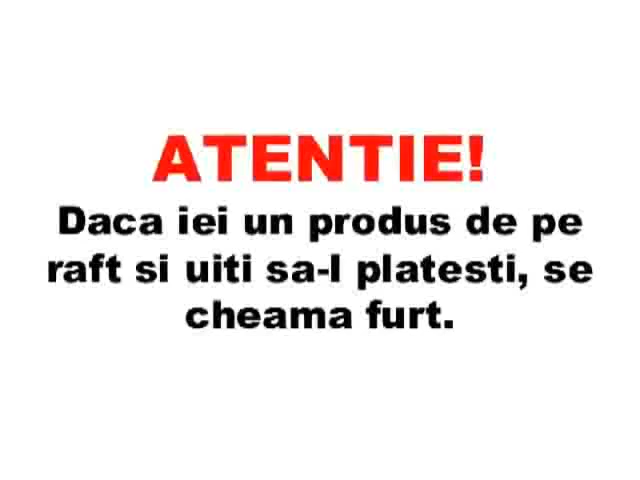 ATENTIE!
Daca iei un produs de pe
raft si uiti sa-l platesti, se
cheama furt.